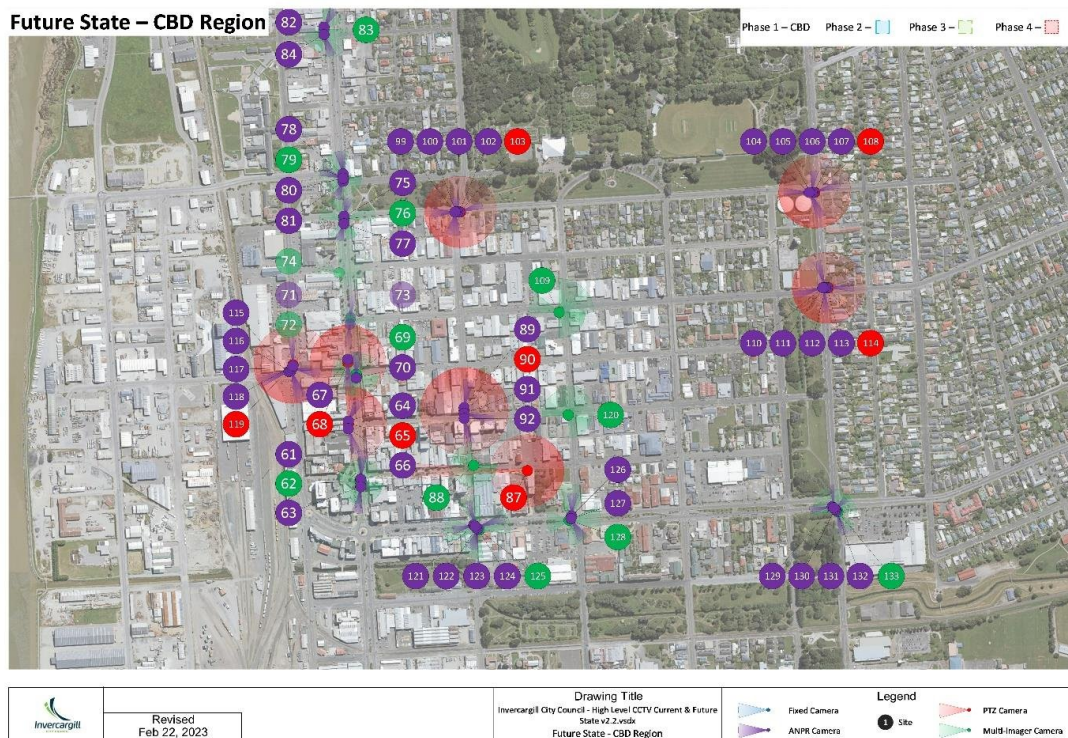 Future State – CBD Region
Phase 1 – CBD Phase 2 – Phase 3 – Phase 4 –
82
83
84
78
79
80
81
74
71
72
99 100 101 102 103
75
76
77
73
104 105 106 107 108
109
115
116
117
118
119
69
70
67
68
64
65
66
89
90
91
92
110 111 112 113 114
120
61
62
63
88
87
126
127
128
121 122 123 124 125
129 130 131 132 133
Invercargill
Revised
Feb 22, 2023
Drawing Title
Invercargill City Council - High Level CCTV Current & Future
State v2.2.vsdx
Future State - CBD Region
Legend
Fixed Camera
ANPR Camera
1 Site
PTZ Camera
Multi-Imager Camera